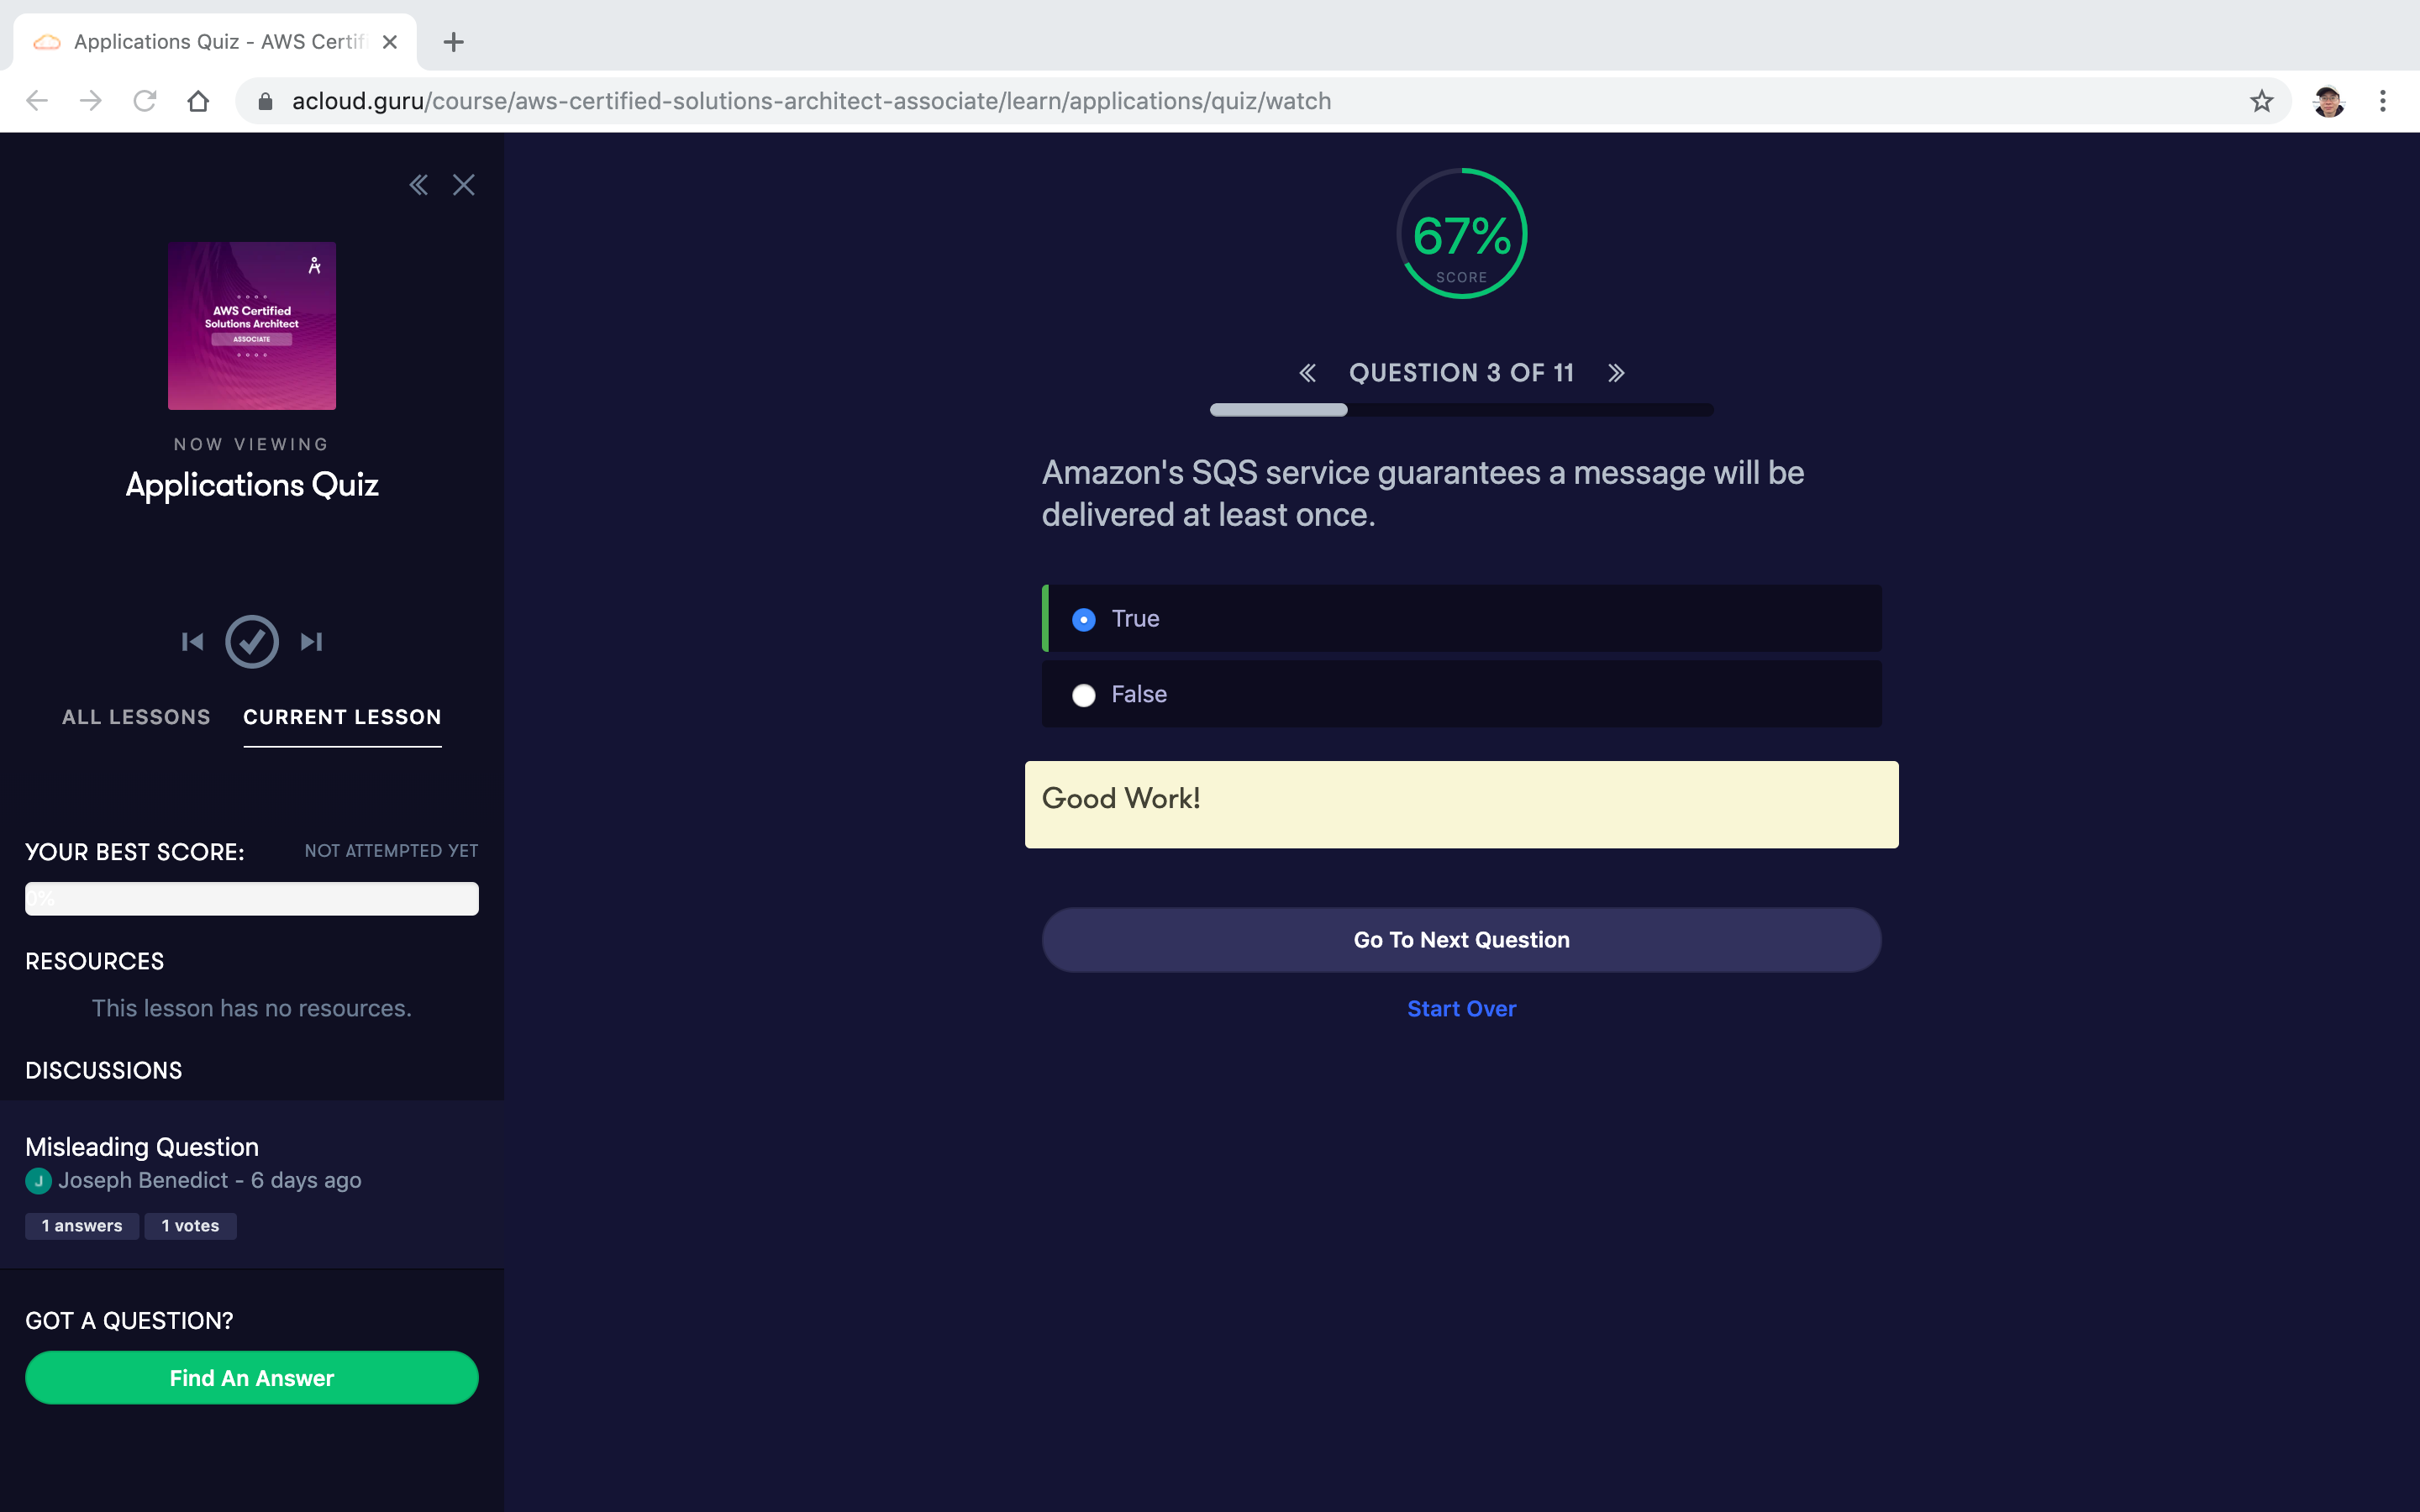 Applications Quiz - AWS Certif
acloud.guru/course/aws-certified-solutions-architect-associate/learn/applications/quiz/watch
AWS Certified
Solutions Architect
ASSOCIATE
NOW VIEWING
Applications Quiz
ALL LESSONS
CURRENT LESSON
YOUR BEST SCORE:
NOT ATTEMPTED YET
0%
RESOURCES
This lesson has no resources.
DISCUSSIONS
Misleading Question
J
Joseph Benedict - 6 days ago
1 answers
1 votes
GOT A QUESTION?
Find An Answer
67%
SCORE
QUESTION 3 OF 11
Amazon's SQS service guarantees a message will be
delivered at least once.
True
False
Good Work!
Go To Next Question
Start Over